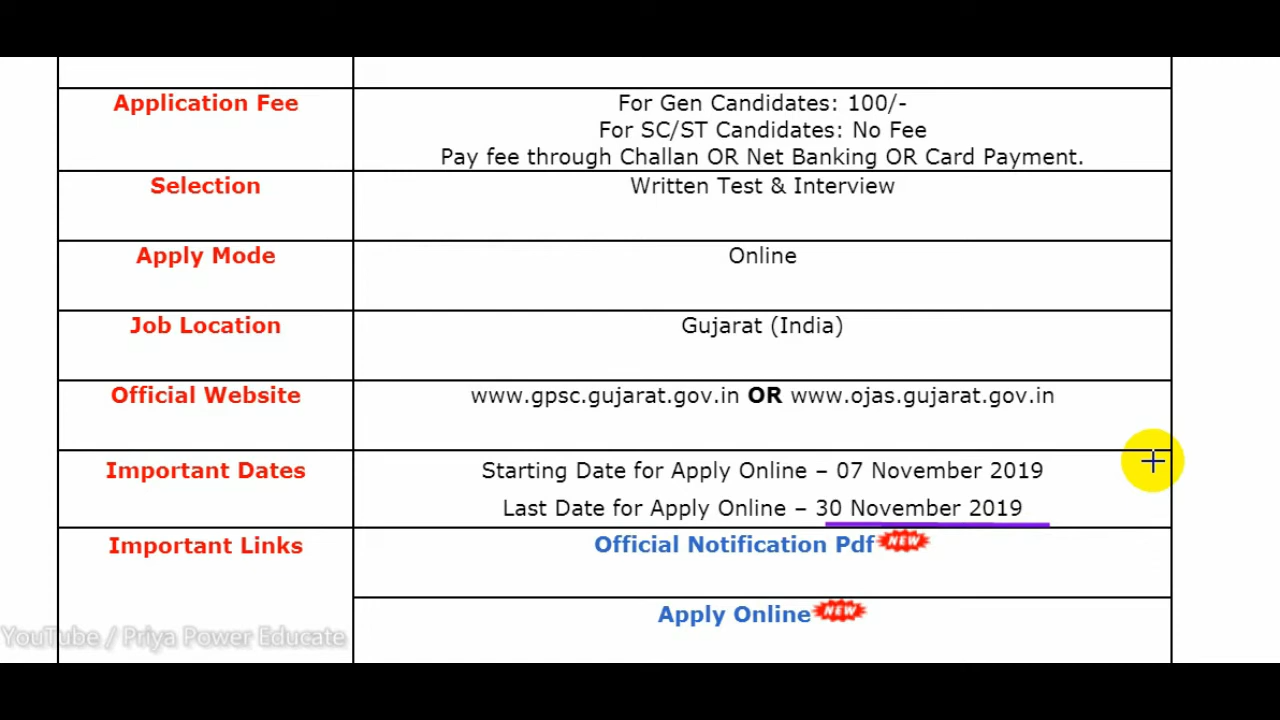 Application Fee
For Gen Candidates: 100/-
For SC/ST Candidates: No Fee
Pay fee through Challan OR Net Banking OR Card Payment.
Selection
Written Test & Interview
Apply Mode
Online
Job Location
Gujarat (India)
Official Website
www.gpsc.gujarat.gov.in OR www.ojas.gujarat.gov.in
Important Dates
Starting Date for Apply Online – 07 November 2019
Last Date for Apply Online – 30 November 2019
Important Links
Official Notification Pdf NEW
Apply Online NEW
YouTube / Priya Power Educate